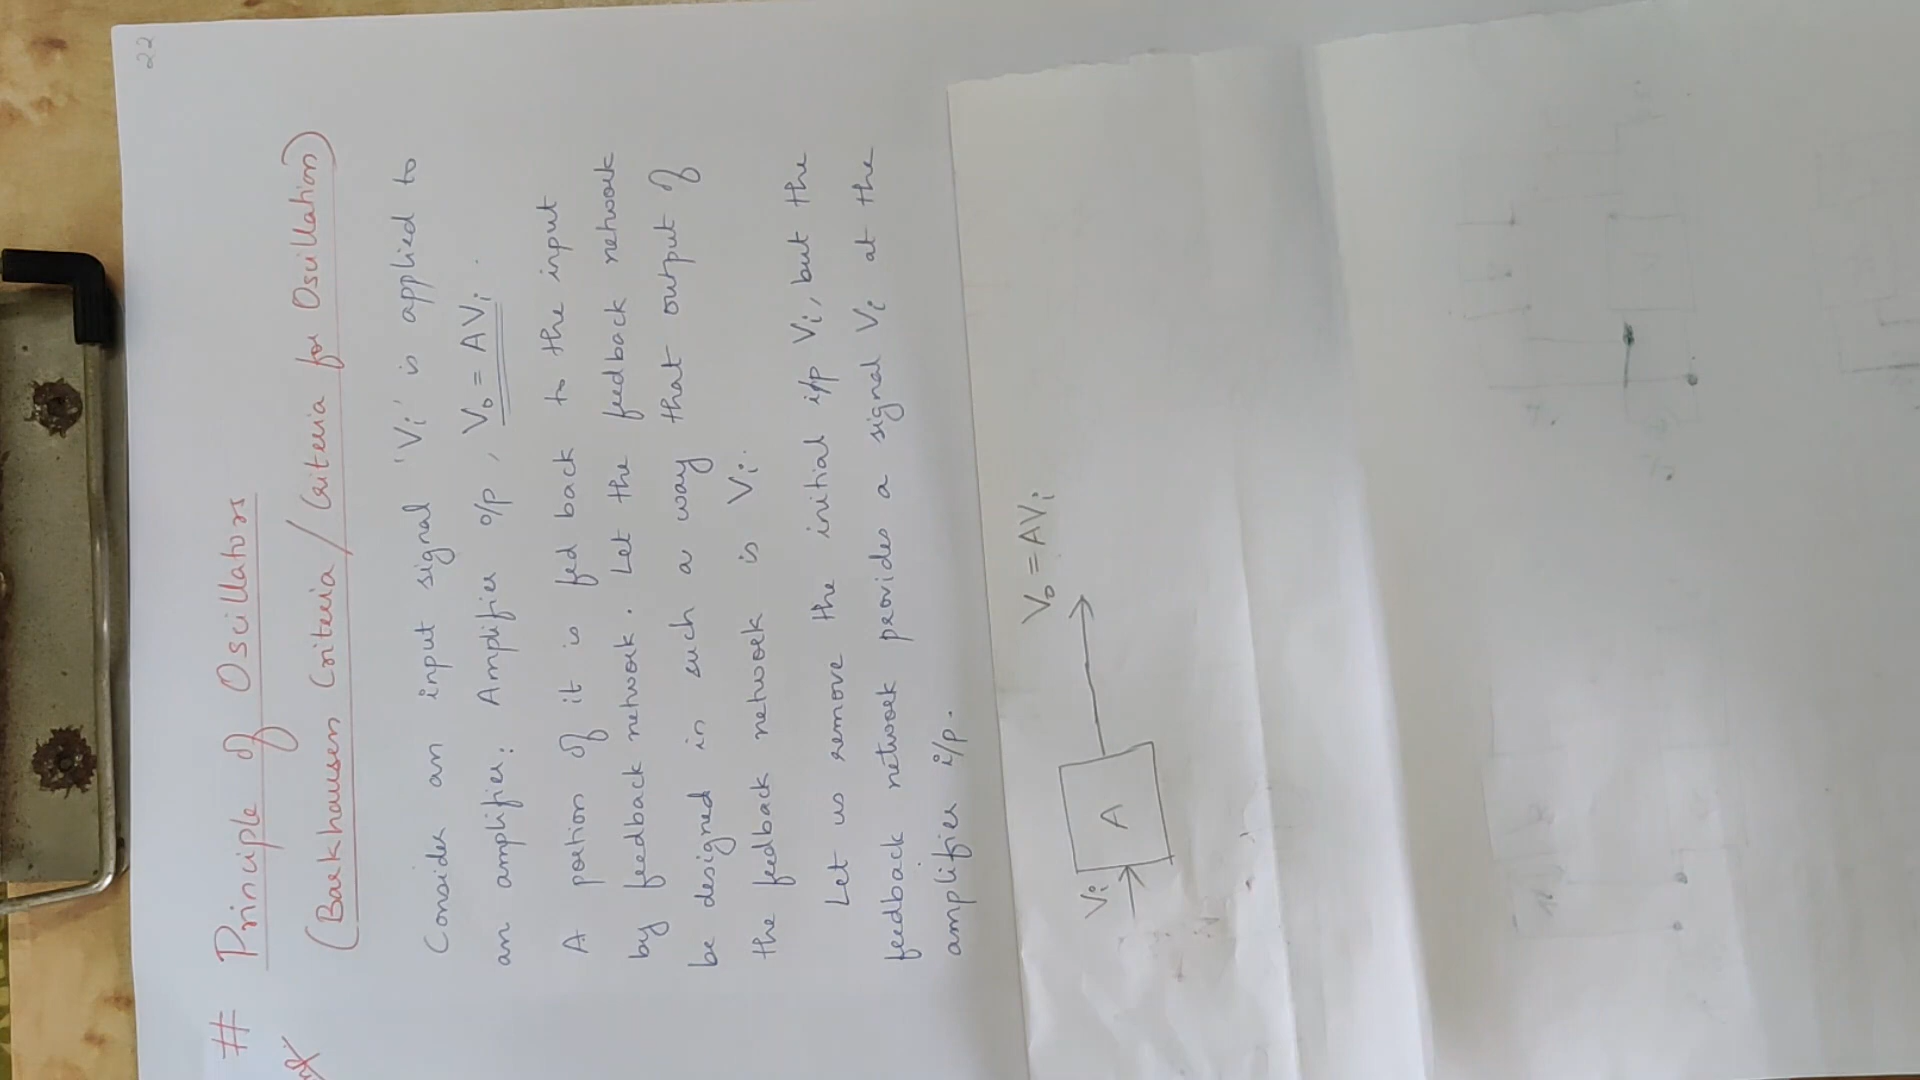 22
# Principle of Oscillators
(Barkhausen Criteria / Criteria for Oscillation)
Consider an input signal 'Vi' is applied to
an amplifier. Amplifier o/p, Vo = AVi.
A portion of it is fed back to the input
by feedback network. Let the feedback network
be designed in such a way that output of
the feedback network is Vi.
Let us remove the initial i/p Vi, but the
feedback network provides a signal Vi at the
amplifier i/p.
Vi
A
Vo = AVi